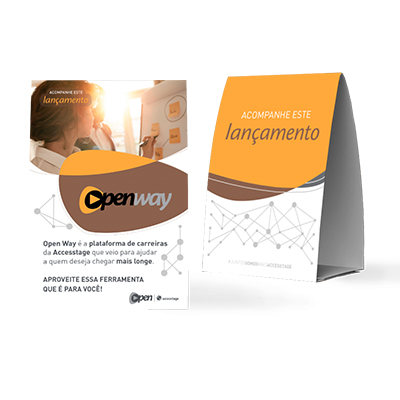 ACOMPANHE ESTE
lançamento
Openway
Open Way é a plataforma de carreiras
da Accesstage que veio para ajudar
a quem deseja chegar mais longe.
APROVEITE ESSA FERRAMENTA
QUE É PARA VOCÊ!
Open accesstage
ACOMPANHE ESTE
lançamento